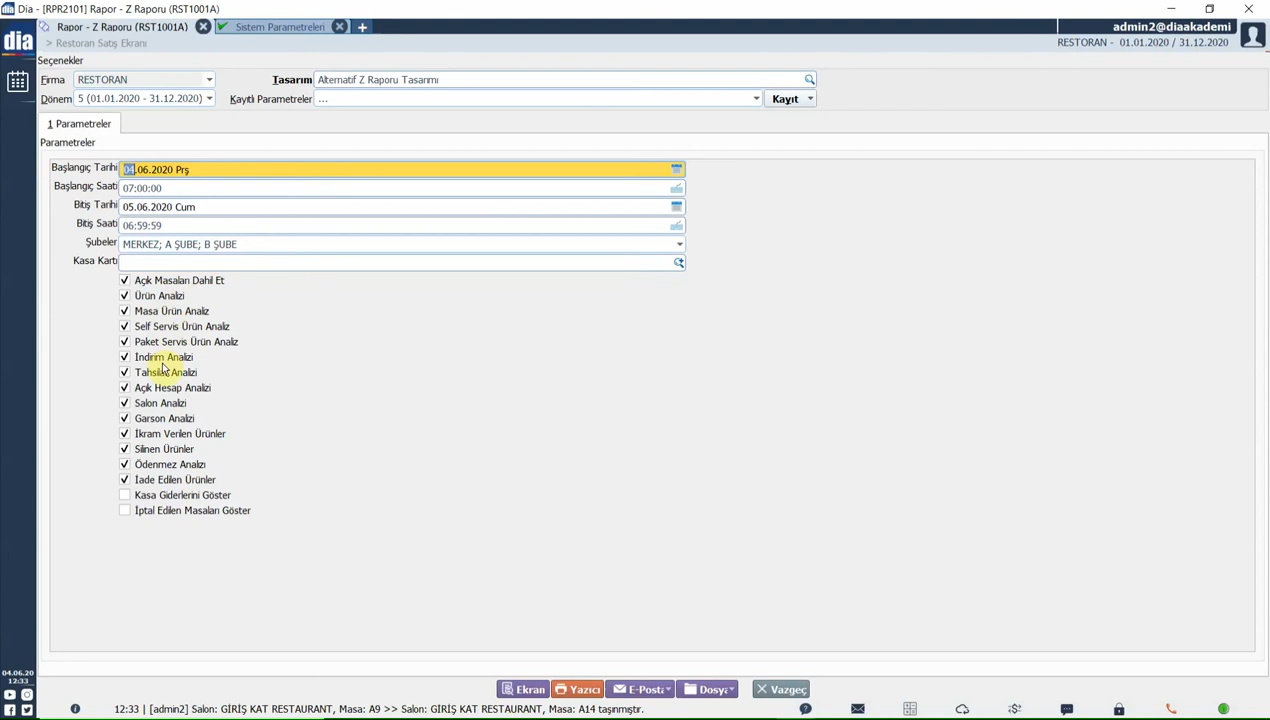 Dia - [RPR2101] Rapor - Z Raporu (RST1001A)
dia
Rapor - Z Raporu (RST1001A)
Sistem Parametreleri
admin2@diaakademi
> Restoran Satış Ekranı
RESTORAN - 01.01.2020 / 31.12.2020
Seçenekler
Firma RESTORAN Tasarım Alternatif Z Raporu Tasarımı
Dönem 5 (01.01.2020 - 31.12.2020) Kayıtlı Parametreler ... Kayıt
1 Parametreler
Parametreler
Başlangıç Tarihi 04.06.2020 Prş
Başlangıç Saati 07:00:00
Bitiş Tarihi 05.06.2020 Cum
Bitiş Saati 06:59:59
Şubeler MERKEZ; A ŞUBE; B ŞUBE
Kasa Kartı
Açık Masaları Dahil Et
Ürün Analizi
Masa Ürün Analiz
Self Servis Ürün Analiz
Paket Servis Ürün Analiz
İndirim Analizi
Tahsilat Analizi
Açık Hesap Analizi
Salon Analizi
Garson Analizi
İkram Verilen Ürünler
Silinen Ürünler
Ödenmez Analizı
İade Edilen Ürünler
Kasa Giderlerini Göster
İptal Edilen Masaları Göster
Ekran Yazıcı E-Posta Dosya Vazgeç
04.06.20
12:33
12:33 | [admin2] Salon: GİRİŞ KAT RESTAURANT, Masa: A9 >> Salon: GİRİŞ KAT RESTAURANT, Masa: A14 taşınmıştır.